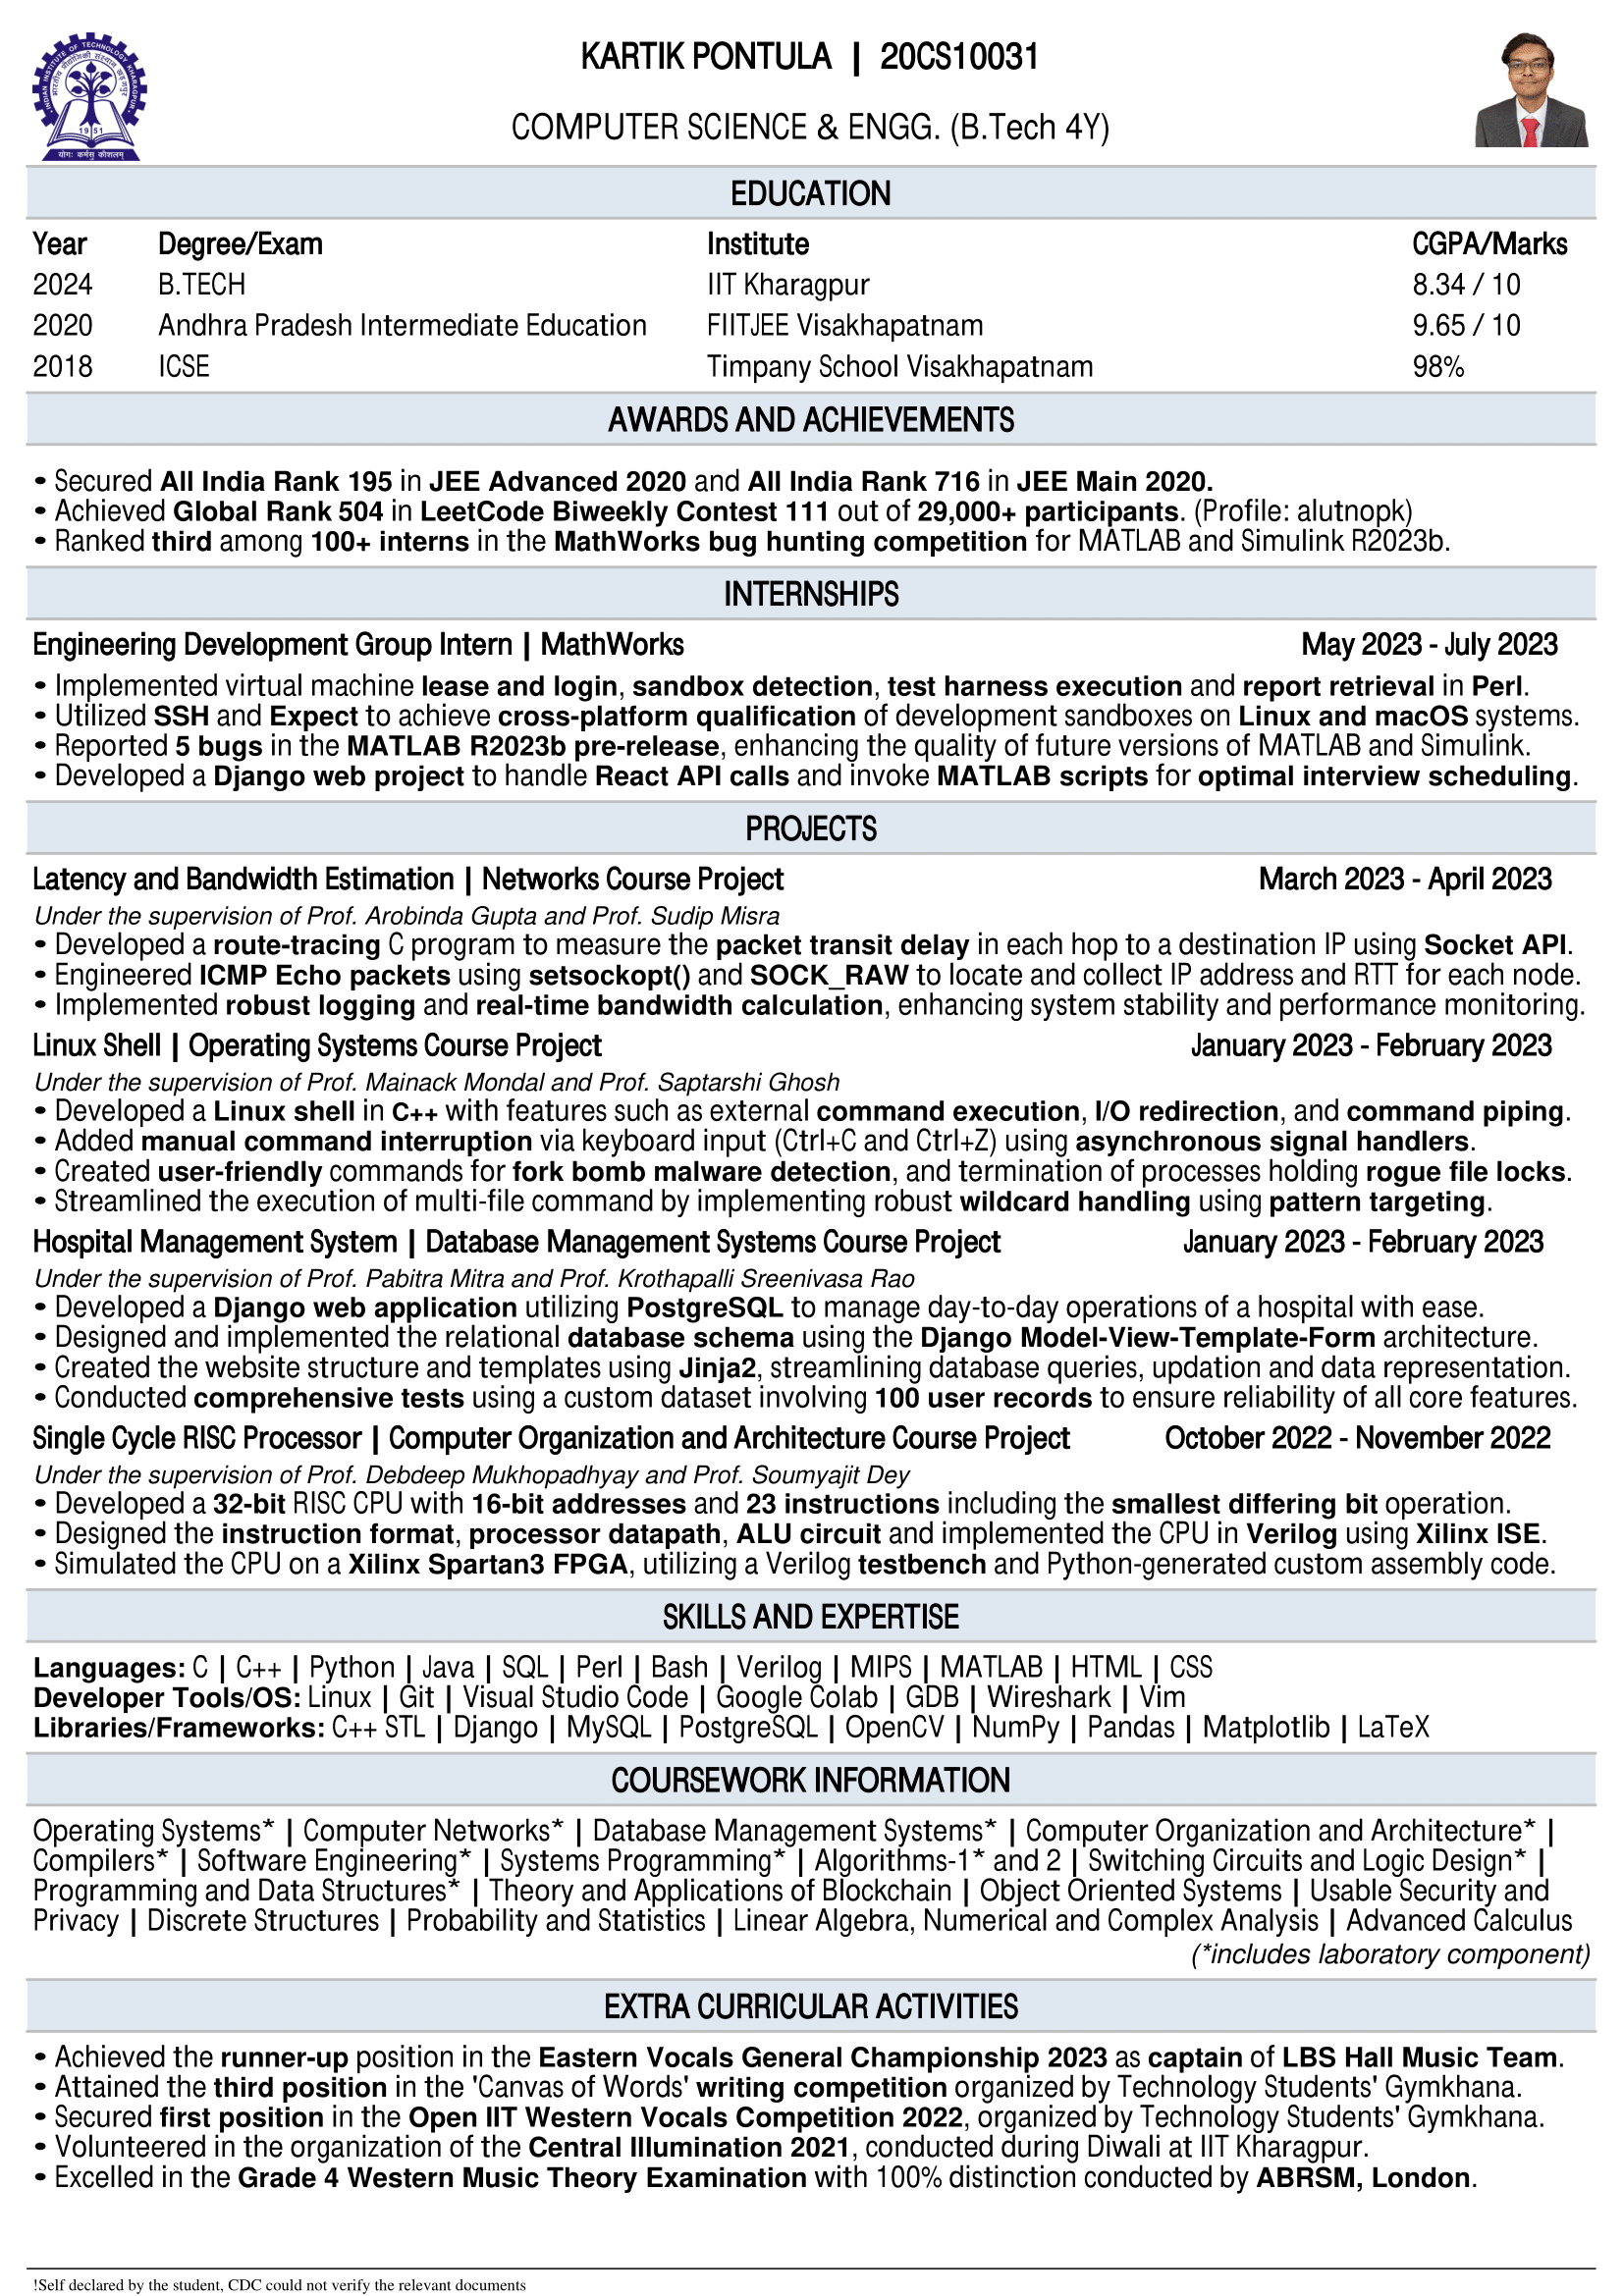 KARTIK PONTULA | 20CS10031
COMPUTER SCIENCE & ENGG. (B.Tech 4Y)
INDIAN INSTITUTE OF TECHNOLOGY KHARAGPUR
भारतीय प्रौद्योगिकी संस्थान खड़गपुर
1951
योगः कर्मसु कौशलम्
EDUCATION
Year Degree/Exam Institute CGPA/Marks
2024 B.TECH IIT Kharagpur 8.34 / 10
2020 Andhra Pradesh Intermediate Education FIITJEE Visakhapatnam 9.65 / 10
2018 ICSE Timpany School Visakhapatnam 98%
AWARDS AND ACHIEVEMENTS
• Secured All India Rank 195 in JEE Advanced 2020 and All India Rank 716 in JEE Main 2020.
• Achieved Global Rank 504 in LeetCode Biweekly Contest 111 out of 29,000+ participants. (Profile: alutnopk)
• Ranked third among 100+ interns in the MathWorks bug hunting competition for MATLAB and Simulink R2023b.
INTERNSHIPS
Engineering Development Group Intern | MathWorks May 2023 - July 2023
• Implemented virtual machine lease and login, sandbox detection, test harness execution and report retrieval in Perl.
• Utilized SSH and Expect to achieve cross-platform qualification of development sandboxes on Linux and macOS systems.
• Reported 5 bugs in the MATLAB R2023b pre-release, enhancing the quality of future versions of MATLAB and Simulink.
• Developed a Django web project to handle React API calls and invoke MATLAB scripts for optimal interview scheduling.
PROJECTS
Latency and Bandwidth Estimation | Networks Course Project March 2023 - April 2023
Under the supervision of Prof. Arobinda Gupta and Prof. Sudip Misra
• Developed a route-tracing C program to measure the packet transit delay in each hop to a destination IP using Socket API.
• Engineered ICMP Echo packets using setsockopt() and SOCK_RAW to locate and collect IP address and RTT for each node.
• Implemented robust logging and real-time bandwidth calculation, enhancing system stability and performance monitoring.
Linux Shell | Operating Systems Course Project January 2023 - February 2023
Under the supervision of Prof. Mainack Mondal and Prof. Saptarshi Ghosh
• Developed a Linux shell in C++ with features such as external command execution, I/O redirection, and command piping.
• Added manual command interruption via keyboard input (Ctrl+C and Ctrl+Z) using asynchronous signal handlers.
• Created user-friendly commands for fork bomb malware detection, and termination of processes holding rogue file locks.
• Streamlined the execution of multi-file command by implementing robust wildcard handling using pattern targeting.
Hospital Management System | Database Management Systems Course Project January 2023 - February 2023
Under the supervision of Prof. Pabitra Mitra and Prof. Krothapalli Sreenivasa Rao
• Developed a Django web application utilizing PostgreSQL to manage day-to-day operations of a hospital with ease.
• Designed and implemented the relational database schema using the Django Model-View-Template-Form architecture.
• Created the website structure and templates using Jinja2, streamlining database queries, updation and data representation.
• Conducted comprehensive tests using a custom dataset involving 100 user records to ensure reliability of all core features.
Single Cycle RISC Processor | Computer Organization and Architecture Course Project October 2022 - November 2022
Under the supervision of Prof. Debdeep Mukhopadhyay and Prof. Soumyajit Dey
• Developed a 32-bit RISC CPU with 16-bit addresses and 23 instructions including the smallest differing bit operation.
• Designed the instruction format, processor datapath, ALU circuit and implemented the CPU in Verilog using Xilinx ISE.
• Simulated the CPU on a Xilinx Spartan3 FPGA, utilizing a Verilog testbench and Python-generated custom assembly code.
SKILLS AND EXPERTISE
Languages: C | C++ | Python | Java | SQL | Perl | Bash | Verilog | MIPS | MATLAB | HTML | CSS
Developer Tools/OS: Linux | Git | Visual Studio Code | Google Colab | GDB | Wireshark | Vim
Libraries/Frameworks: C++ STL | Django | MySQL | PostgreSQL | OpenCV | NumPy | Pandas | Matplotlib | LaTeX
COURSEWORK INFORMATION
Operating Systems* | Computer Networks* | Database Management Systems* | Computer Organization and Architecture* |
Compilers* | Software Engineering* | Systems Programming* | Algorithms-1* and 2 | Switching Circuits and Logic Design* |
Programming and Data Structures* | Theory and Applications of Blockchain | Object Oriented Systems | Usable Security and
Privacy | Discrete Structures | Probability and Statistics | Linear Algebra, Numerical and Complex Analysis | Advanced Calculus
(*includes laboratory component)
EXTRA CURRICULAR ACTIVITIES
• Achieved the runner-up position in the Eastern Vocals General Championship 2023 as captain of LBS Hall Music Team.
• Attained the third position in the 'Canvas of Words' writing competition organized by Technology Students' Gymkhana.
• Secured first position in the Open IIT Western Vocals Competition 2022, organized by Technology Students' Gymkhana.
• Volunteered in the organization of the Central Illumination 2021, conducted during Diwali at IIT Kharagpur.
• Excelled in the Grade 4 Western Music Theory Examination with 100% distinction conducted by ABRSM, London.
!Self declared by the student, CDC could not verify the relevant documents